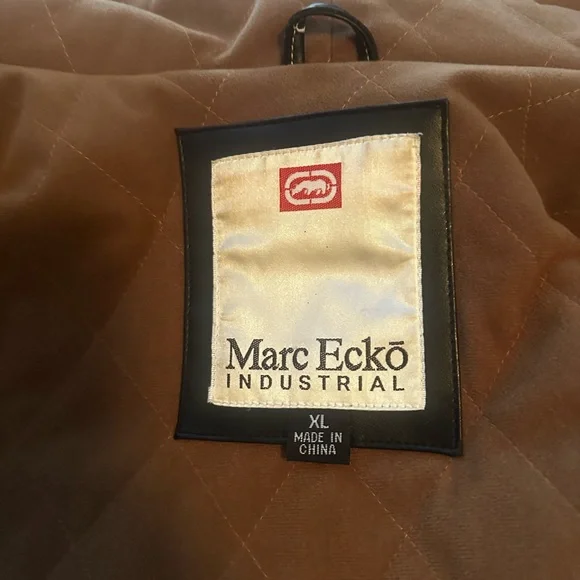 Marc Eckō
INDUSTRIAL
XL
MADE IN
CHINA